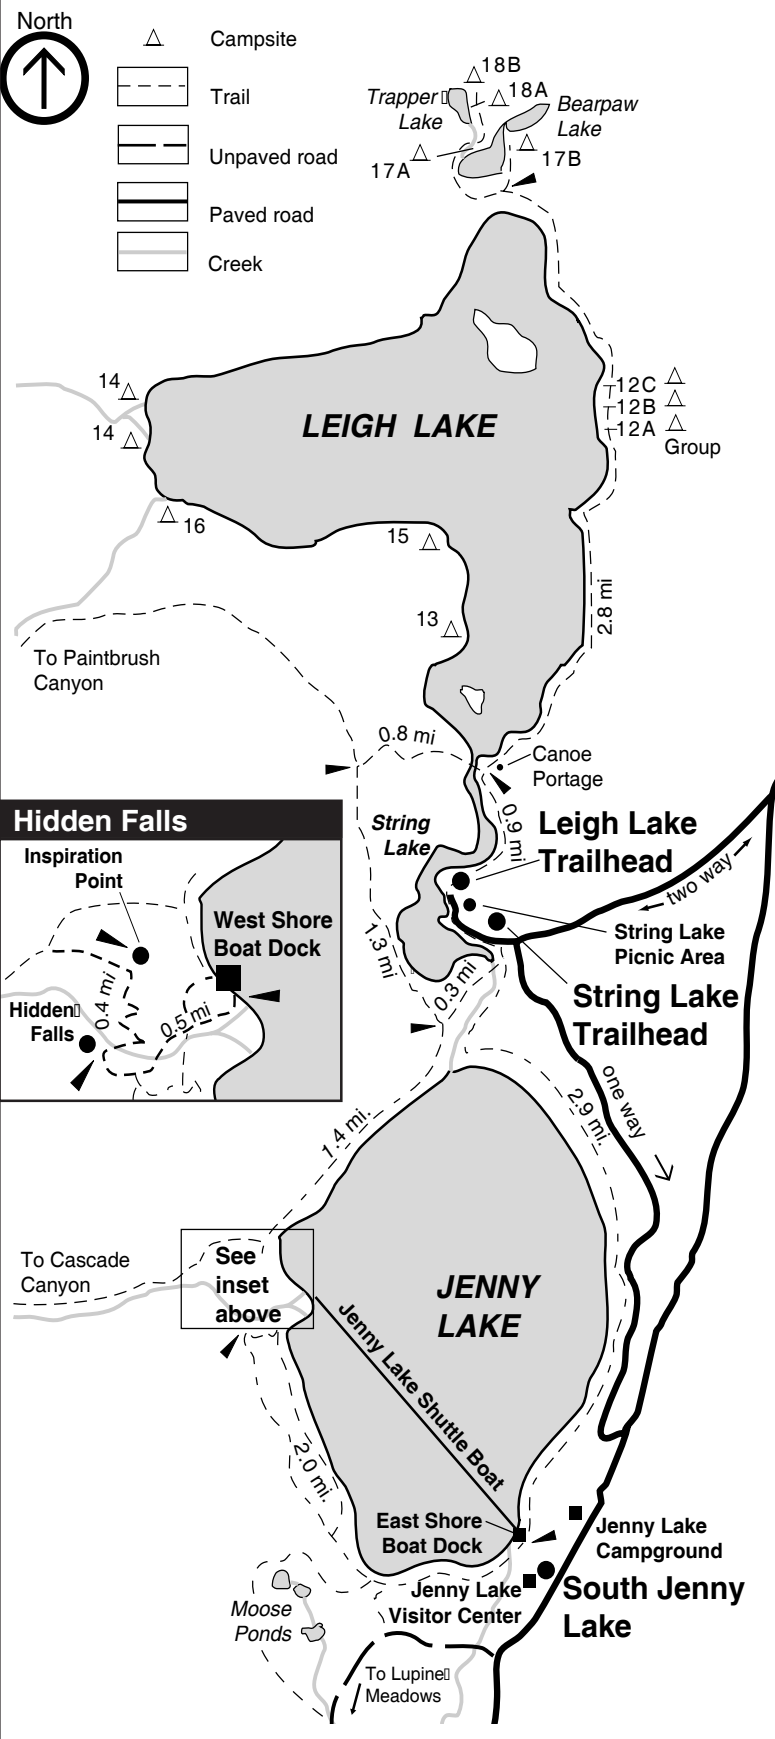 North
Campsite
Trail
Unpaved road
Paved road
Creek
18B
18A
Trapper
Lake
Bearpaw
Lake
17A
17B
14
14
LEIGH LAKE
12C
12B
12A
Group
16
15
13
2.8 mi
To Paintbrush
Canyon
0.8 mi
Canoe
Portage
0.9 mi
String
Lake
Leigh Lake
Trailhead
two way
String Lake
Picnic Area
1.3 mi
0.3 mi
String Lake
Trailhead
Hidden Falls
Inspiration
Point
West Shore
Boat Dock
0.4 mi
0.5 mi
Hidden
Falls
one way
2.9 mi.
1.4 mi.
To Cascade
Canyon
See
inset
above
JENNY
LAKE
Jenny Lake Shuttle Boat
2.0 mi.
East Shore
Boat Dock
Jenny Lake
Campground
Jenny Lake
Visitor Center
South Jenny
Lake
Moose
Ponds
To Lupine
Meadows